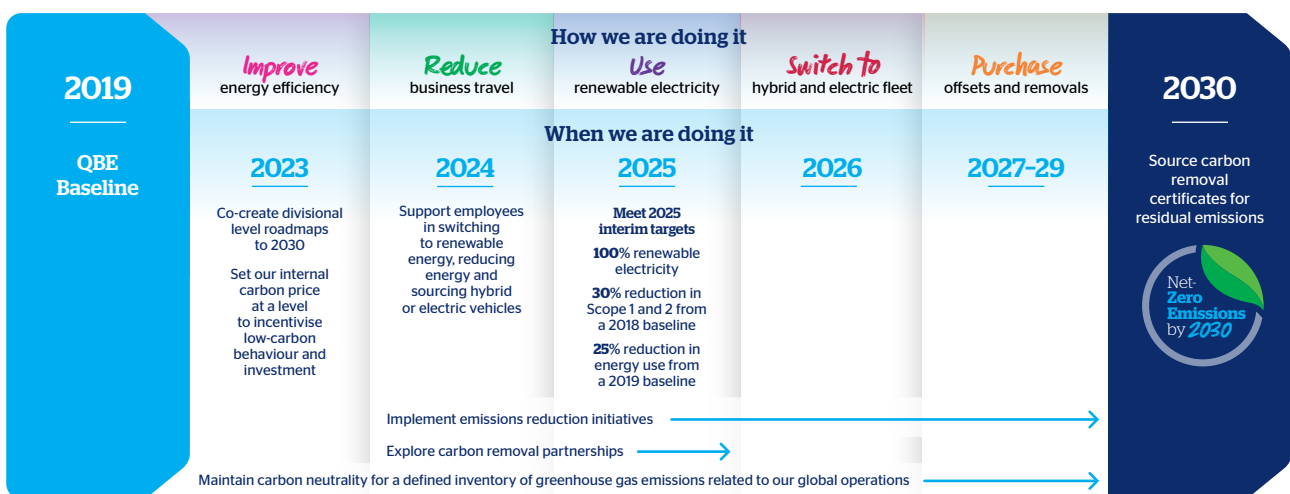 2019
QBE
Baseline
How we are doing it
Improve
energy efficiency
Reduce
business travel
Use
renewable electricity
Switch to
hybrid and electric fleet
Purchase
offsets and removals
When we are doing it
2023
Co-create divisional
level roadmaps
to 2030
Set our internal
carbon price
at a level
to incentivise
low-carbon
behaviour and
investment
2024
Support employees
in switching
to renewable
energy, reducing
energy and
sourcing hybrid
or electric vehicles
2025
Meet 2025
interim targets
100% renewable
electricity
30% reduction in
Scope 1 and 2 from
a 2018 baseline
25% reduction in
energy use from
a 2019 baseline
2026
2027–29
Implement emissions reduction initiatives
Explore carbon removal partnerships
Maintain carbon neutrality for a defined inventory of greenhouse gas emissions related to our global operations
2030
Source carbon
removal
certificates for
residual emissions
Net-
Zero
Emissions
by 2030